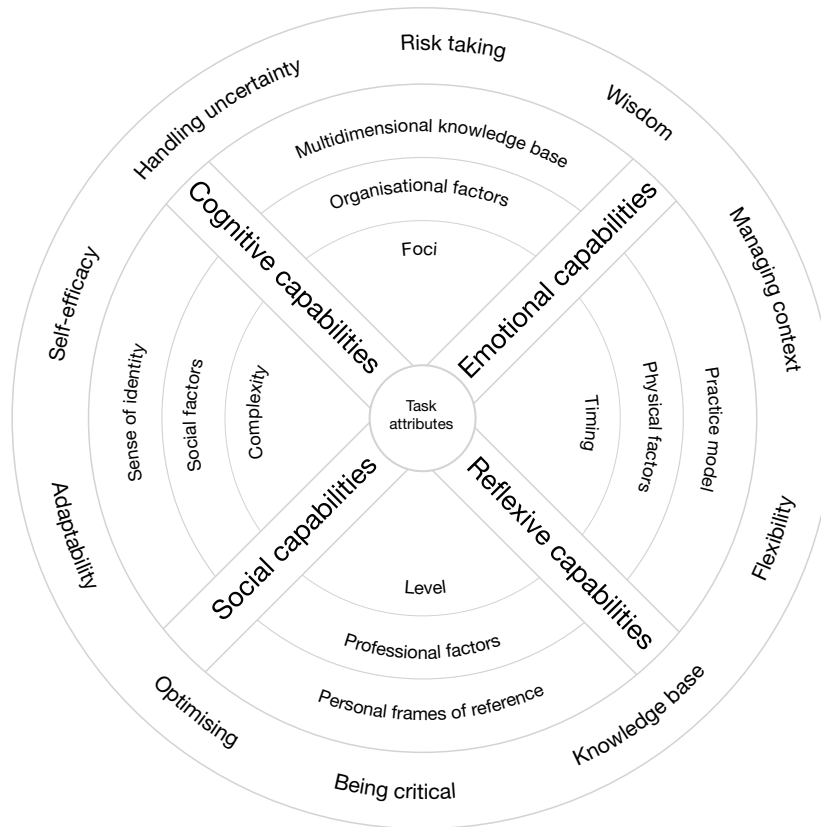 Risk taking
Wisdom
Managing context
Flexibility
Knowledge base
Being critical
Optimising
Adaptability
Self-efficacy
Handling uncertainty
Multidimensional knowledge base
Organisational factors
Foci
Cognitive capabilities
Emotional capabilities
Sense of identity
Social factors
Complexity
Task
attributes
Timing
Physical factors
Practice model
Social capabilities
Reflexive capabilities
Level
Professional factors
Personal frames of reference